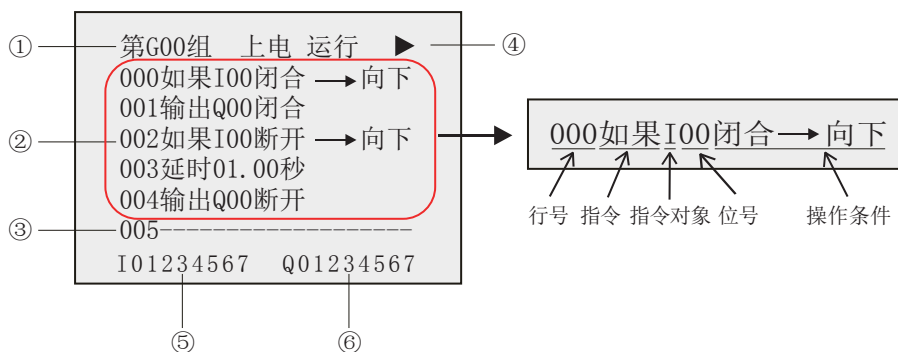 ① 第G00组 上电 运行 ▶ ④
000如果I00闭合→向下
001输出Q00闭合
② 002如果I00断开→向下
003延时01.00秒
004输出Q00断开
③ 005------------------
I01234567 Q01234567
⑤ ⑥
000如果I00闭合→向下
行号 指令 指令对象 位号 操作条件